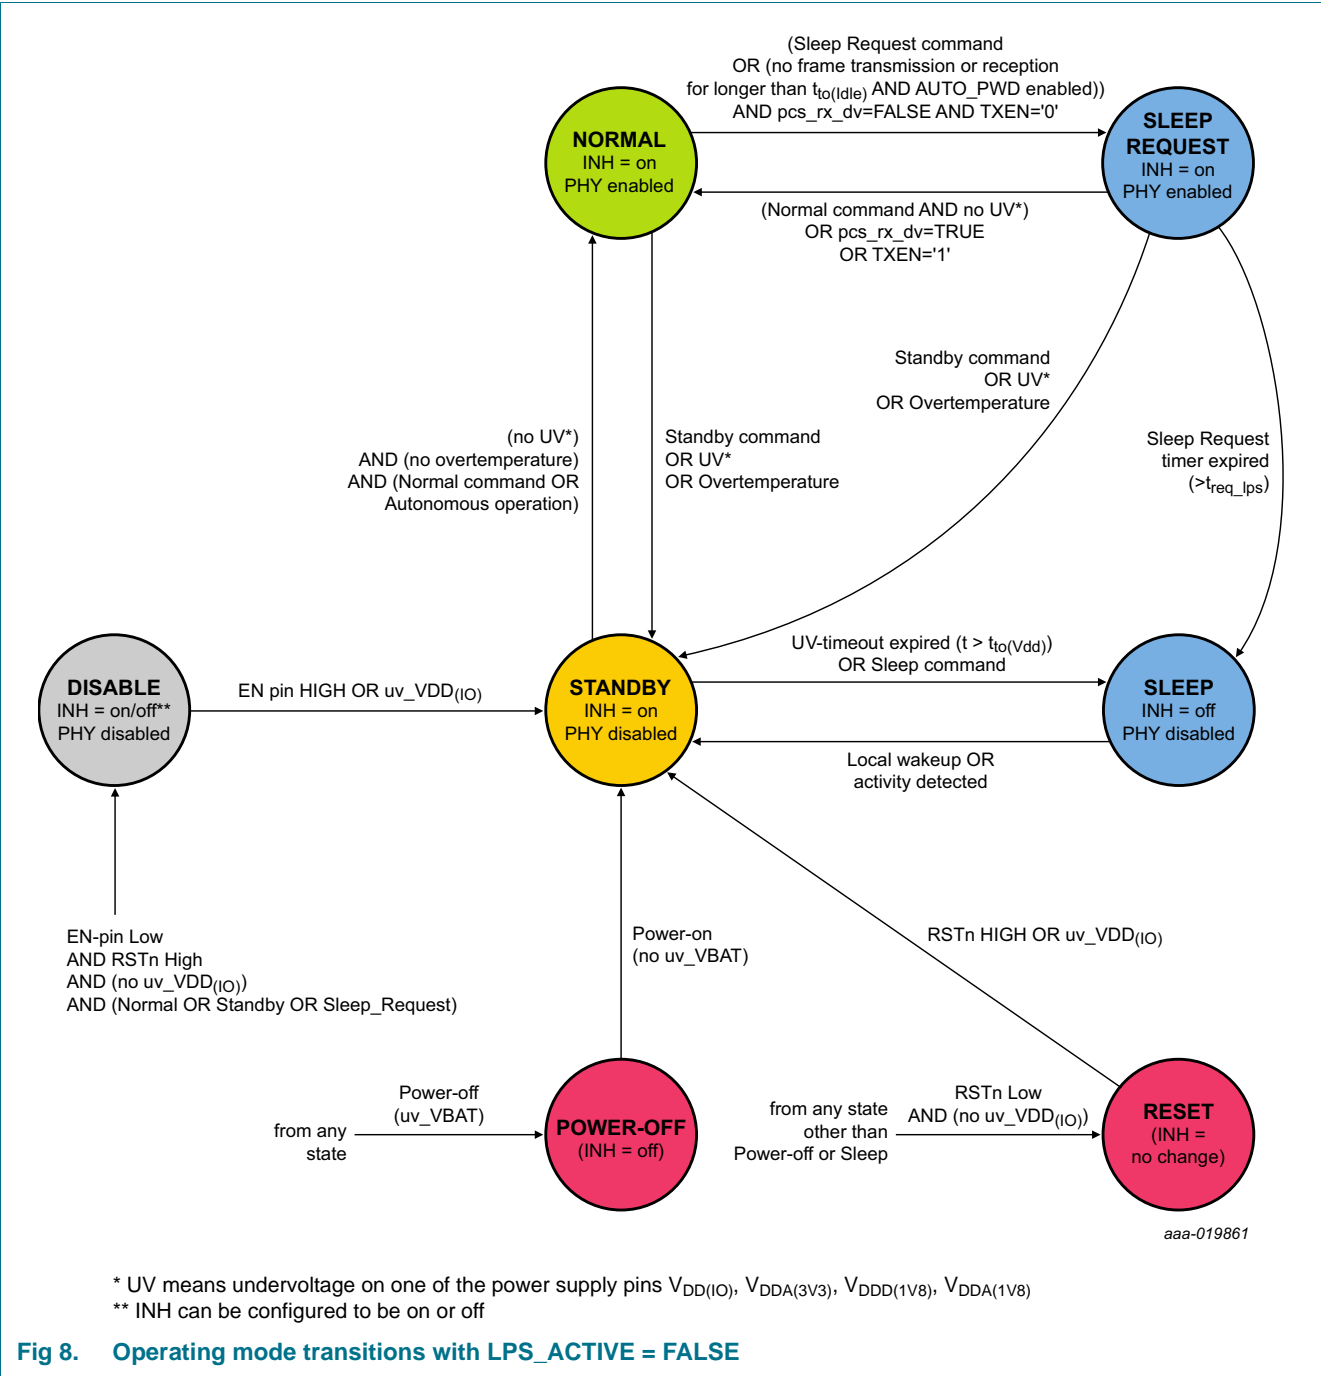 (Sleep Request command
OR (no frame transmission or reception
for longer than tto(Idle) AND AUTO_PWD enabled))
AND pcs_rx_dv=FALSE AND TXEN='0'
NORMAL
INH = on
PHY enabled
SLEEP
REQUEST
INH = on
PHY enabled
(Normal command AND no UV*)
OR pcs_rx_dv=TRUE
OR TXEN='1'
Standby command
OR UV*
OR Overtemperature
(no UV*)
AND (no overtemperature)
AND (Normal command OR
Autonomous operation)
Standby command
OR UV*
OR Overtemperature
Sleep Request
timer expired
(>treq_lps)
UV-timeout expired (t > tto(Vdd))
OR Sleep command
DISABLE
INH = on/off**
PHY disabled
EN pin HIGH OR uv_VDD(IO)
STANDBY
INH = on
PHY disabled
SLEEP
INH = off
PHY disabled
Local wakeup OR
activity detected
EN-pin Low
AND RSTn High
AND (no uv_VDD(IO))
AND (Normal OR Standby OR Sleep_Request)
Power-on
(no uv_VBAT)
RSTn HIGH OR uv_VDD(IO)
from any
state
Power-off
(uv_VBAT)
POWER-OFF
(INH = off)
from any state
other than
Power-off or Sleep
RSTn Low
AND (no uv_VDD(IO))
RESET
(INH =
no change)
aaa-019861
* UV means undervoltage on one of the power supply pins VDD(IO), VDDA(3V3), VDDD(1V8), VDDA(1V8)
** INH can be configured to be on or off
Fig 8. Operating mode transitions with LPS_ACTIVE = FALSE